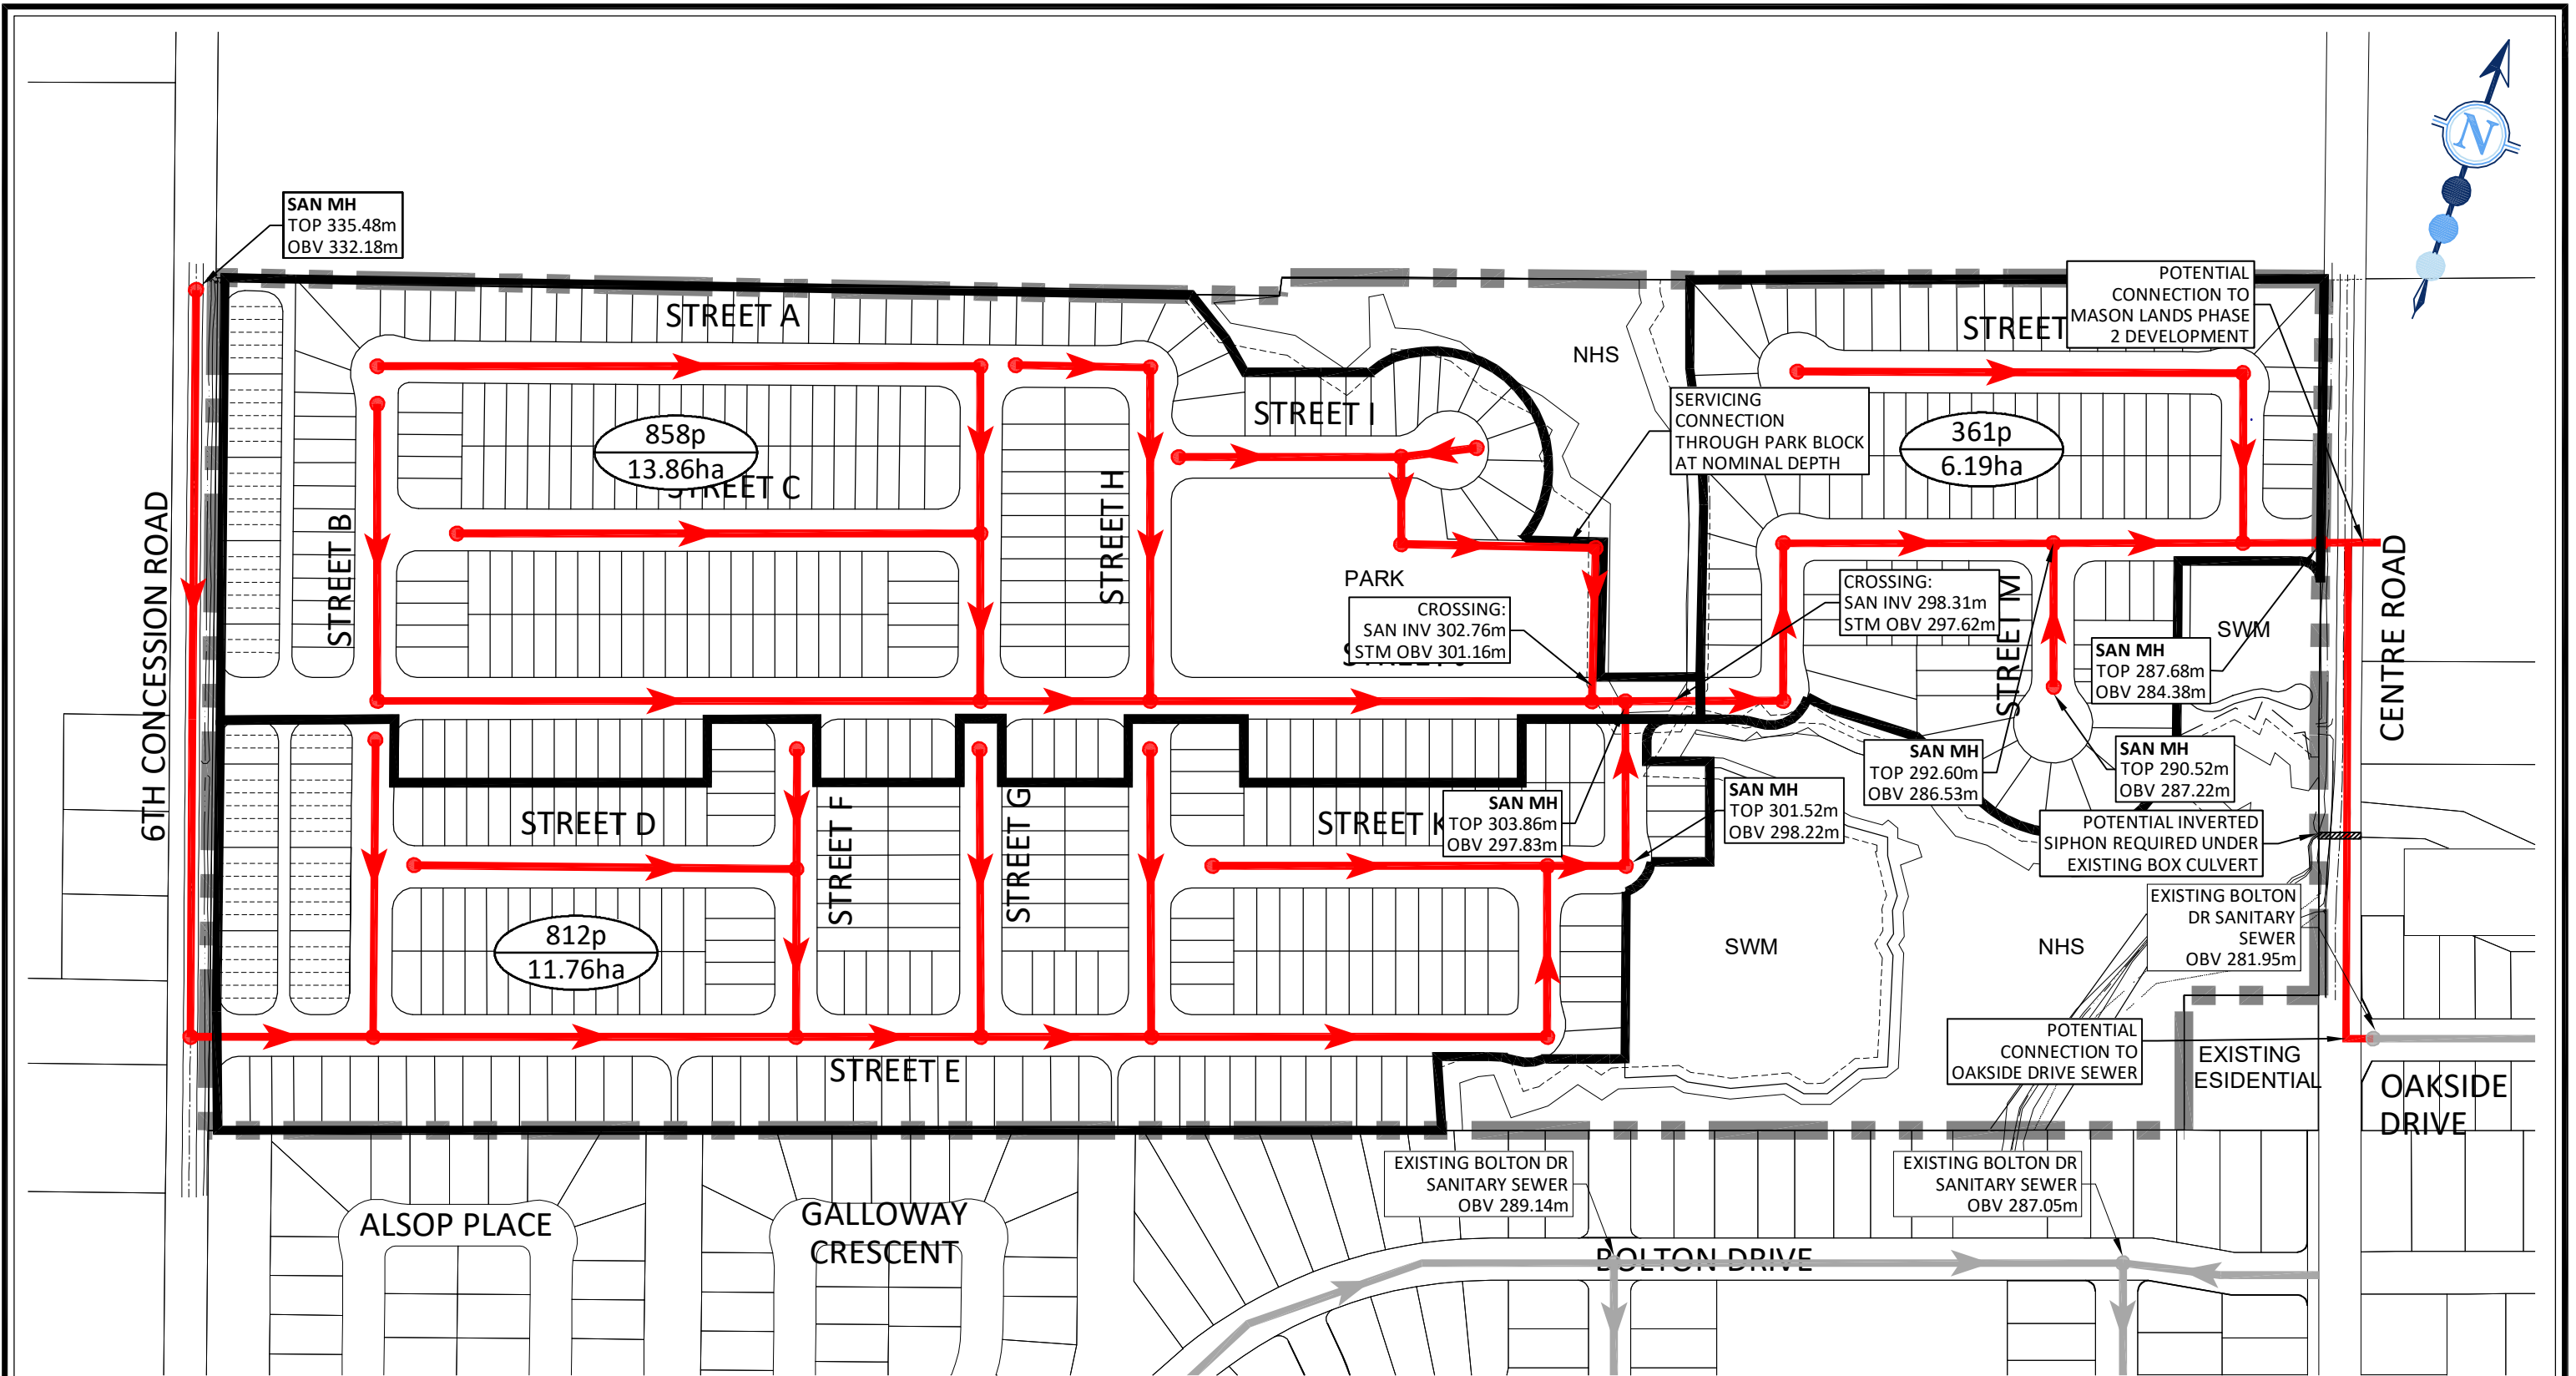 N
SAN MH
TOP 335.48m
OBV 332.18m
POTENTIAL
CONNECTION TO
MASON LANDS PHASE
2 DEVELOPMENT
STREET A
STREET
NHS
SERVICING
CONNECTION
THROUGH PARK BLOCK
AT NOMINAL DEPTH
STREET I
858p
13.86ha
STREET C
361p
6.19ha
STREET B
STREET H
6TH CONCESSION ROAD
CENTRE ROAD
PARK
CROSSING:
SAN INV 302.76m
STM OBV 301.16m
CROSSING:
SAN INV 298.31m
STM OBV 297.62m
STREET M
SWM
SAN MH
TOP 287.68m
OBV 284.38m
SAN MH
TOP 292.60m
OBV 286.53m
SAN MH
TOP 290.52m
OBV 287.22m
STREET D
STREET F
STREET G
STREET K
SAN MH
TOP 303.86m
OBV 297.83m
SAN MH
TOP 301.52m
OBV 298.22m
POTENTIAL INVERTED
SIPHON REQUIRED UNDER
EXISTING BOX CULVERT
812p
11.76ha
SWM
NHS
EXISTING BOLTON
DR SANITARY
SEWER
OBV 281.95m
POTENTIAL
CONNECTION TO
OAKSIDE DRIVE SEWER
EXISTING
ESIDENTIAL
STREET E
OAKSIDE
DRIVE
ALSOP PLACE
GALLOWAY
CRESCENT
EXISTING BOLTON DR
SANITARY SEWER
OBV 289.14m
EXISTING BOLTON DR
SANITARY SEWER
OBV 287.05m
BOLTON DRIVE